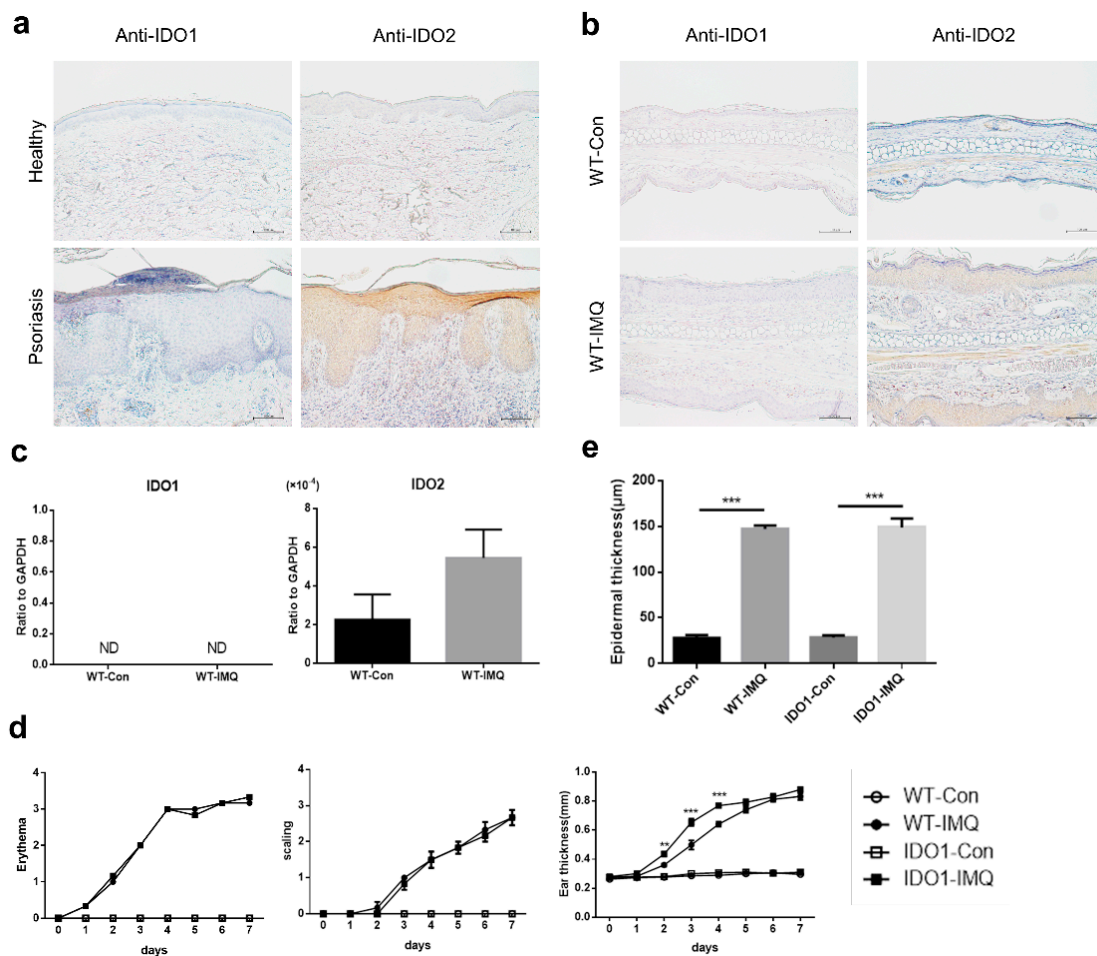 a
Anti-IDO1 Anti-IDO2
Healthy
Psoriasis
b
Anti-IDO1 Anti-IDO2
WT-Con
WT-IMQ
c
IDO1
Ratio to GAPDH
1.0
0.8
0.6
0.4
0.2
0.0
ND ND
WT-Con WT-IMQ
(×10⁻⁴) IDO2
Ratio to GAPDH
8
6
4
2
0
WT-Con WT-IMQ
e
Epidermal thickness(μm)
200
150
100
50
0
*** ***
WT-Con WT-IMQ IDO1-Con IDO1-IMQ
d
Erythema
4
3
2
1
0
0 1 2 3 4 5 6 7
days
scaling
4
3
2
1
0
0 1 2 3 4 5 6 7
days
Ear thickness(mm)
1.0
0.8
0.6
0.4
0.2
0.0
** *** ***
0 1 2 3 4 5 6 7
days
WT-Con
WT-IMQ
IDO1-Con
IDO1-IMQ